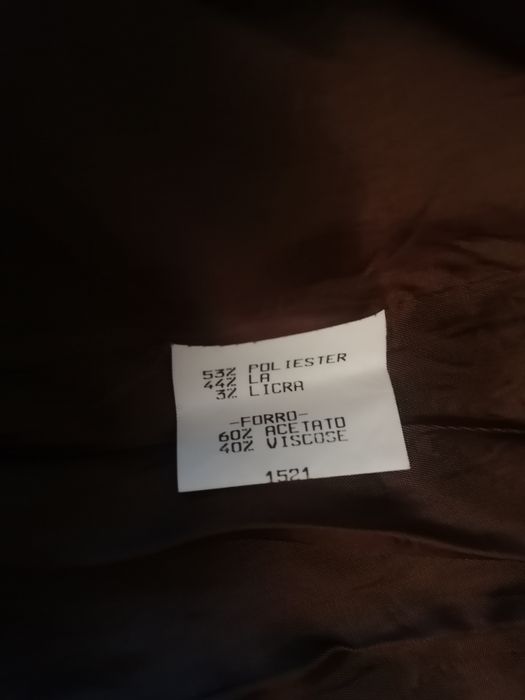 53% POLIESTER
44% LA
3% LICRA
-FORRO-
60% ACETATO
40% VISCOSE
1521